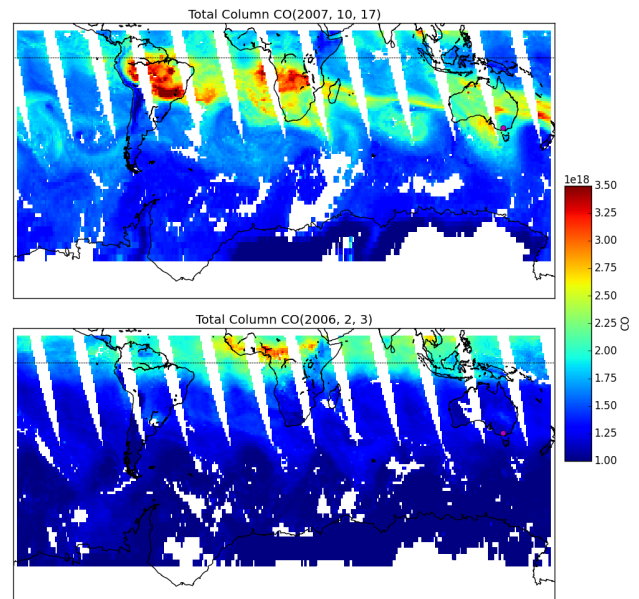 Total Column CO(2007, 10, 17)
1e18
3.50
3.25
3.00
2.75
2.50
2.25
2.00
1.75
1.50
1.25
1.00
CO
Total Column CO(2006, 2, 3)